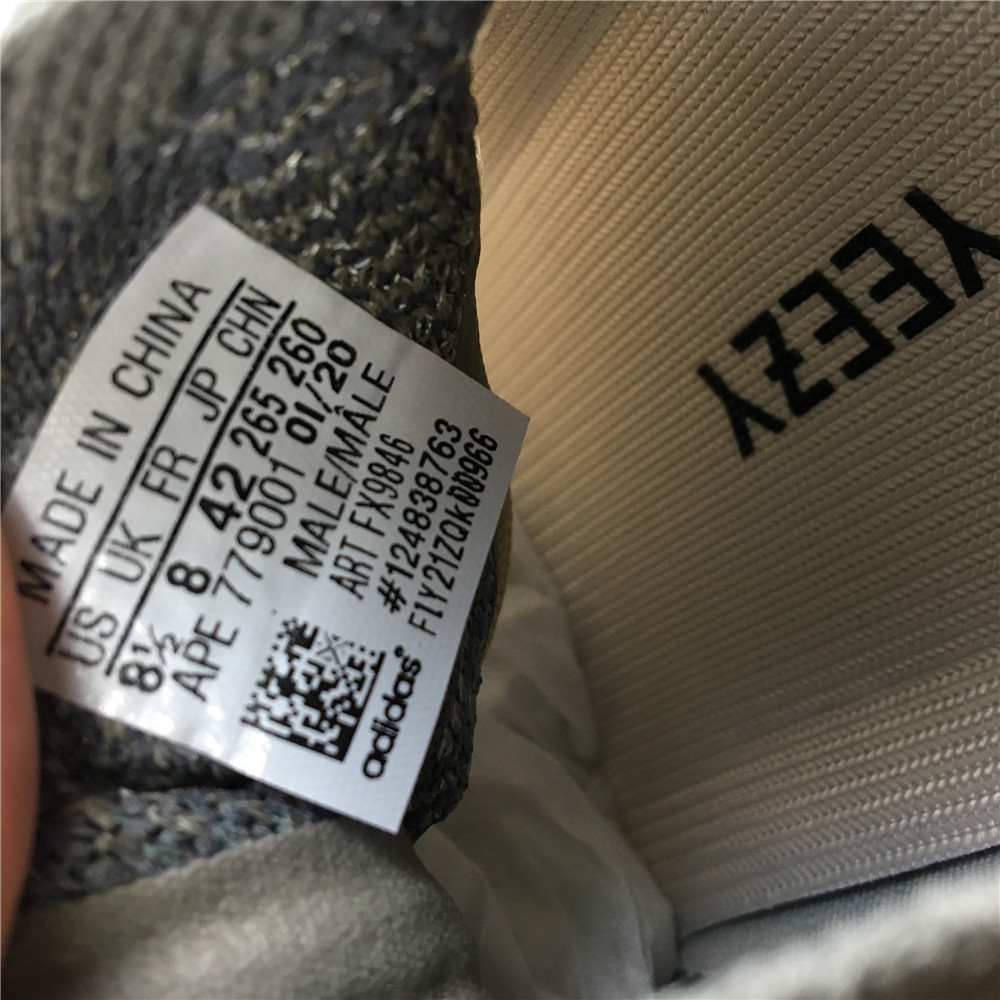 MADE IN CHINA
US UK FR JP CHN
8½ 8 42 265 260
APE 779001 01/20
MALE/MÂLE
ART FX9846
#124838763
F1Y21ZQkDD966
adidas®
YEEZY